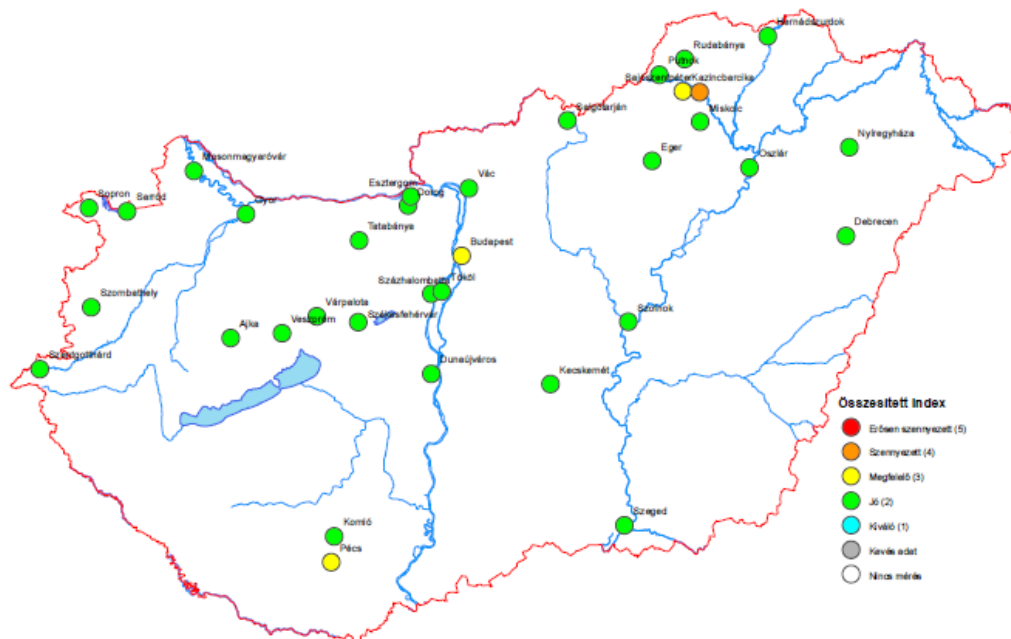 Hernádszurdok
Rudabánya
Putnok
Kazincbarcika
Miskolc
Salgótarján
Nyíregyháza
Eger
Oszlár
Mosonmagyaróvár
Esztergom
Dorog
Vác
Sopron
Sarród
Győr
Tatabánya
Budapest
Debrecen
Százhalombatta
Tököl
Szombathely
Várpalota
Székesfehérvár
Ajka
Veszprém
Szolnok
Szentgotthárd
Dunaújváros
Kecskemét
Összesített Index
Erősen szennyezett (5)
Szennyezett (4)
Megfelelő (3)
Jó (2)
Kiváló (1)
Kevés adat
Nincs mérés
Szeged
Komló
Pécs